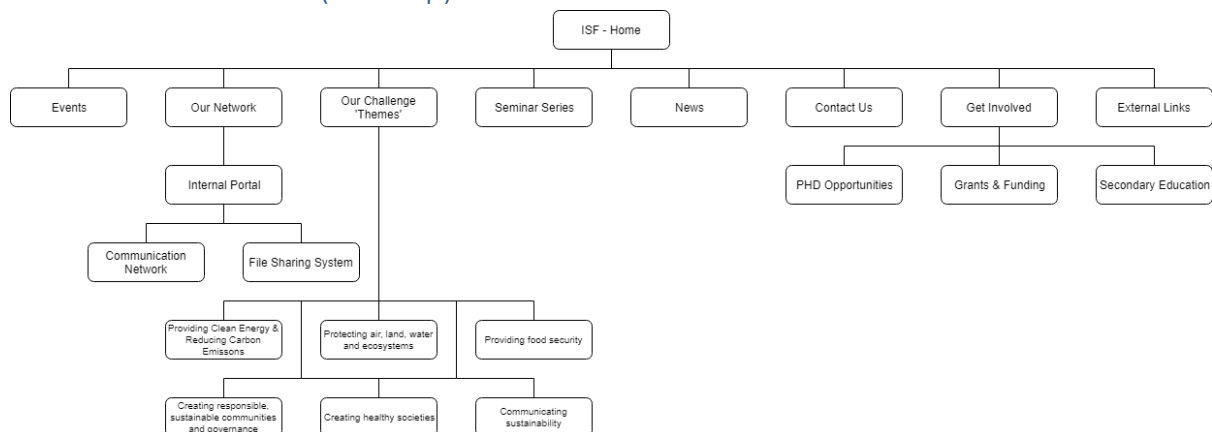 ISF - Home
Events
Our Network
Our Challenge
'Themes'
Seminar Series
News
Contact Us
Get Involved
External Links
Internal Portal
PHD Opportunities
Grants & Funding
Secondary Education
Communication
Network
File Sharing System
Providing Clean Energy &
Reducing Carbon
Emissons
Protecting air, land, water
and ecosystems
Providing food security
Creating responsible,
sustainable communities
and governance
Creating healthy societies
Communicating
sustainability